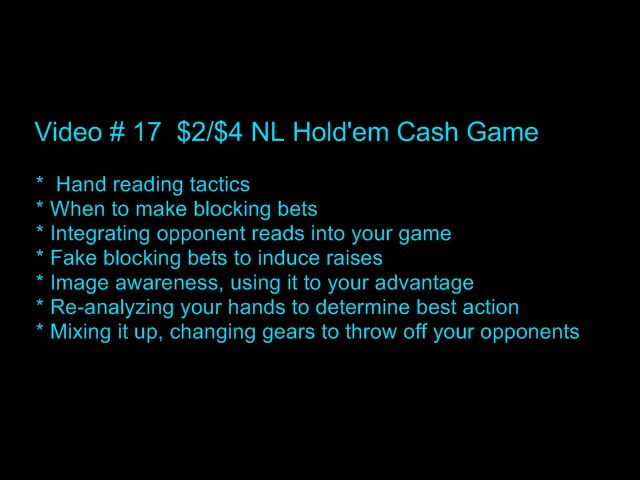 Video # 17  $2/$4 NL Hold'em Cash Game
*  Hand reading tactics
* When to make blocking bets
* Integrating opponent reads into your game
* Fake blocking bets to induce raises
* Image awareness, using it to your advantage
* Re-analyzing your hands to determine best action
* Mixing it up, changing gears to throw off your opponents